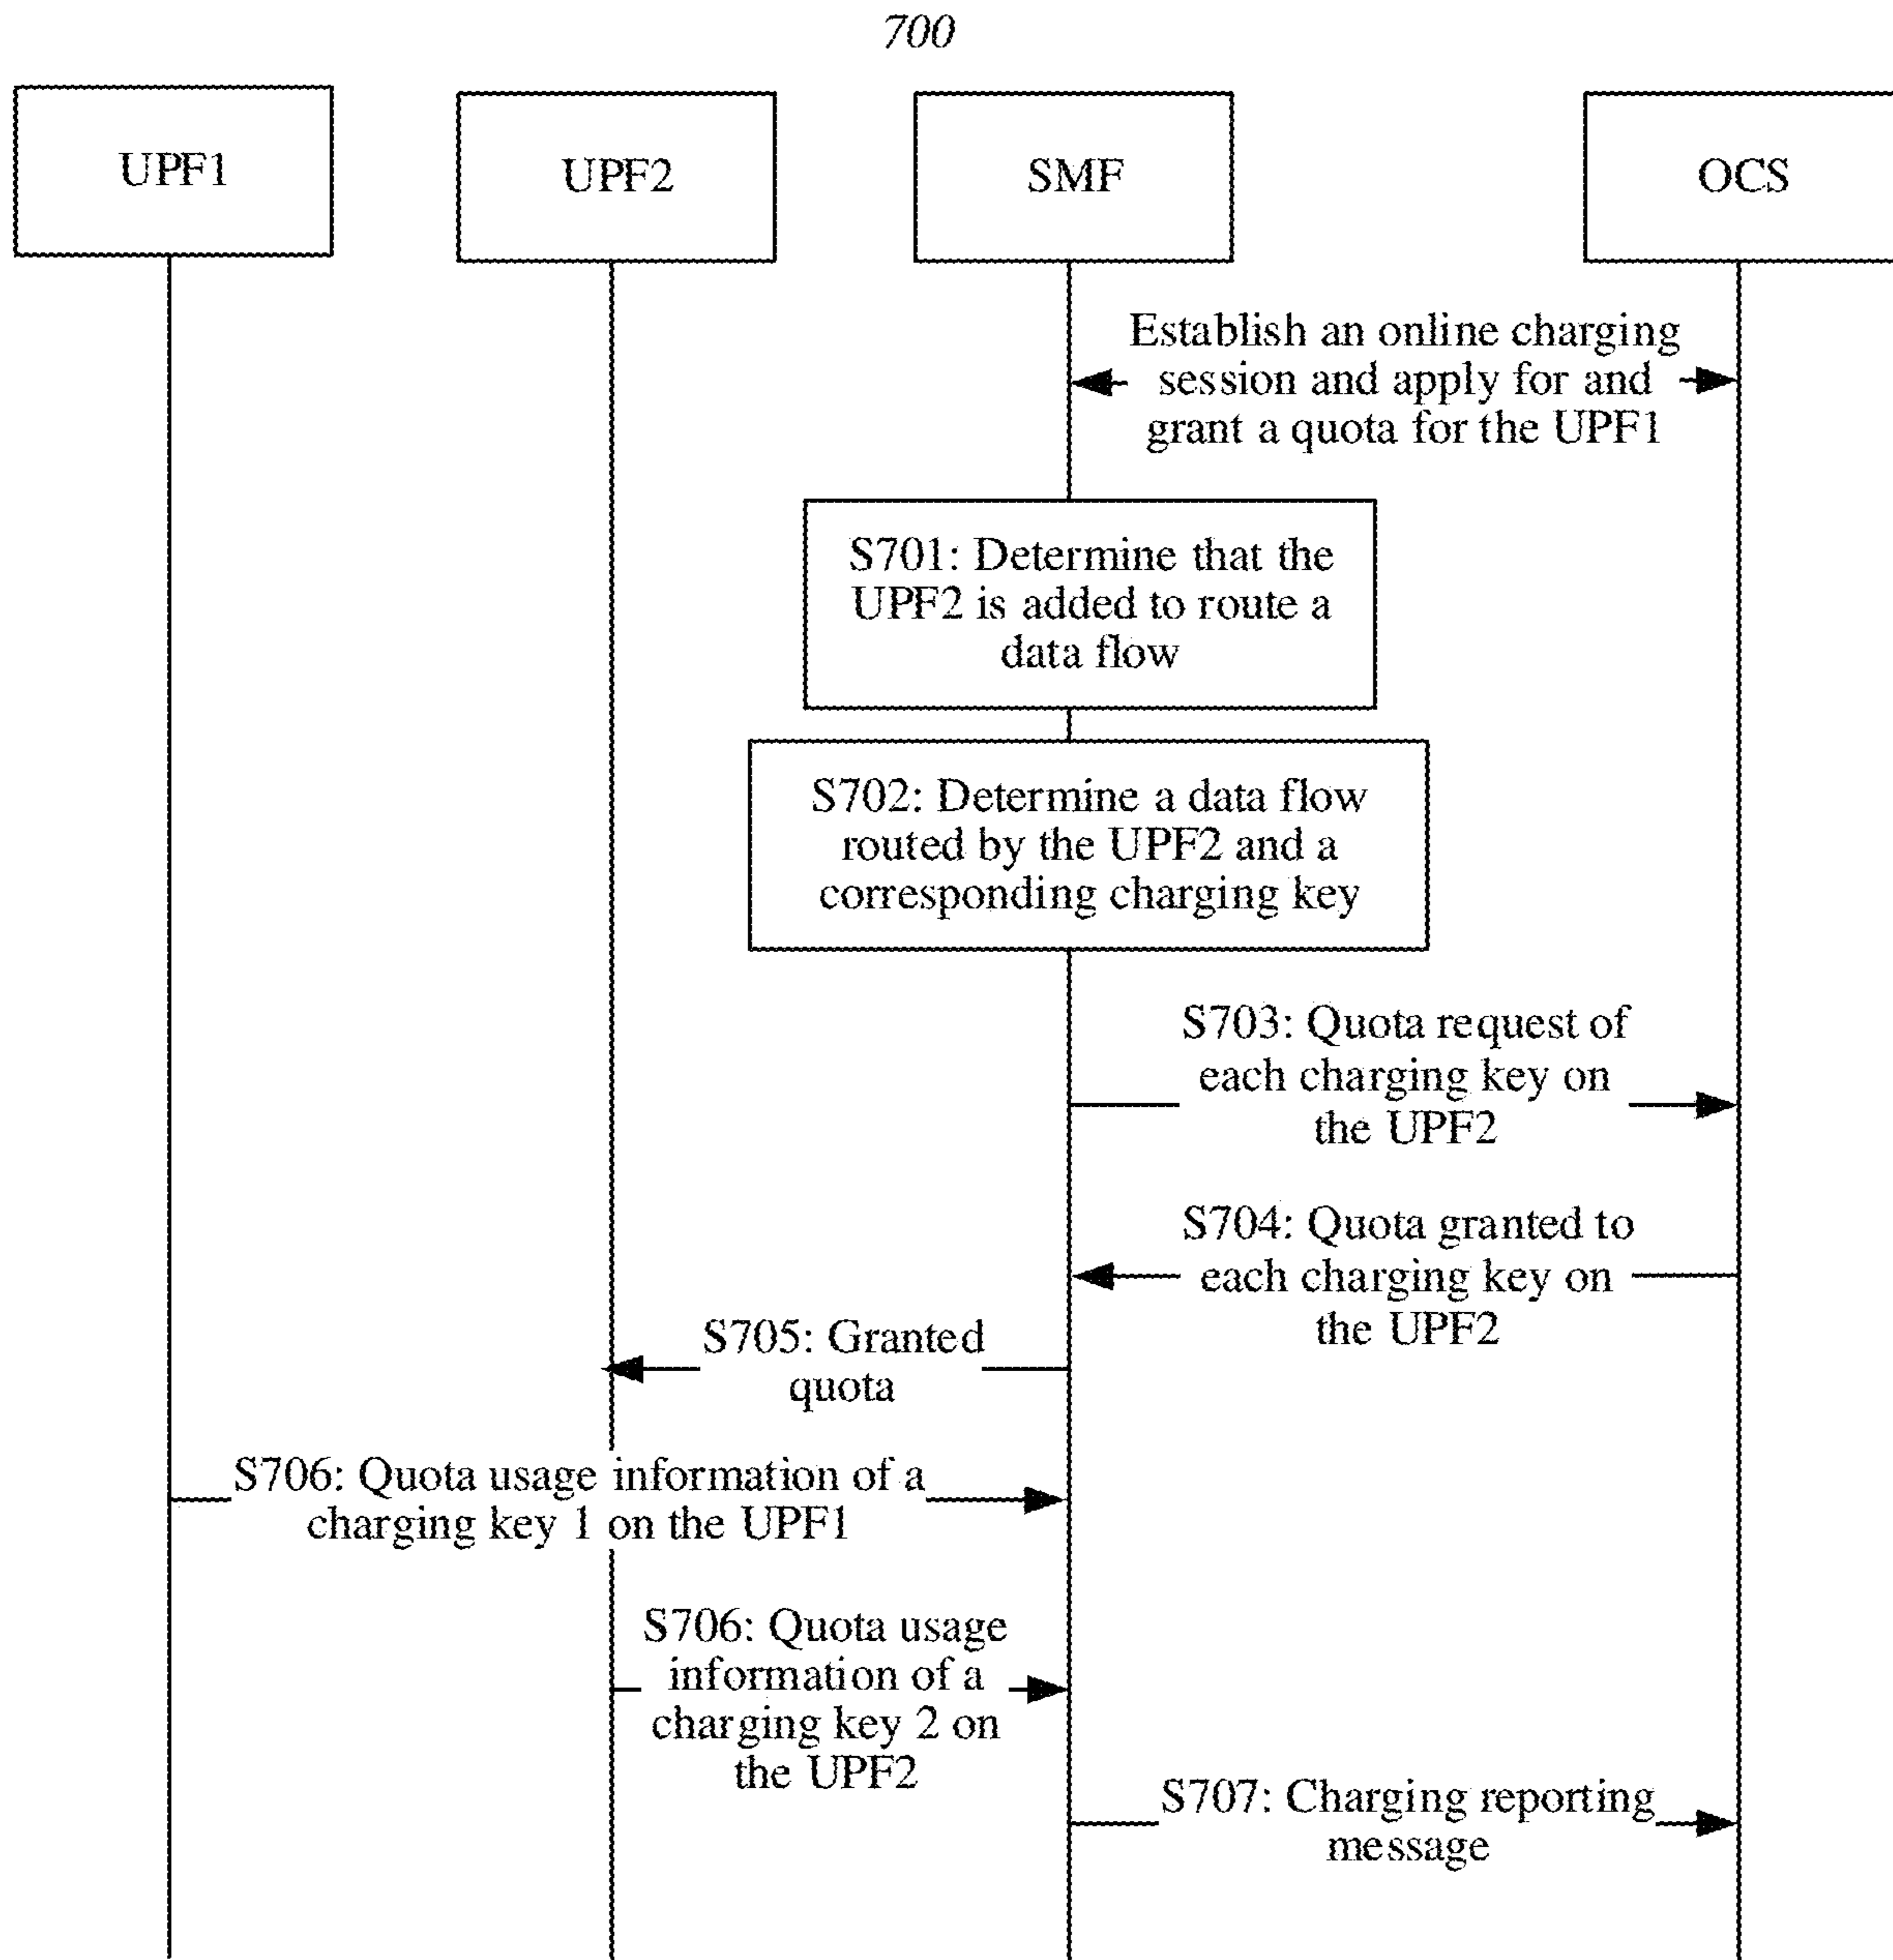 700
UPF1
UPF2
SMF
OCS
Establish an online charging
session and apply for and
grant a quota for the UPF1
S701: Determine that the
UPF2 is added to route a
data flow
S702: Determine a data flow
routed by the UPF2 and a
corresponding charging key
S703: Quota request of
each charging key on
the UPF2
S704: Quota granted to
each charging key on
the UPF2
S705: Granted
quota
S706: Quota usage information of a
charging key 1 on the UPF1
S706: Quota usage
information of a
charging key 2 on
the UPF2
S707: Charging reporting
message